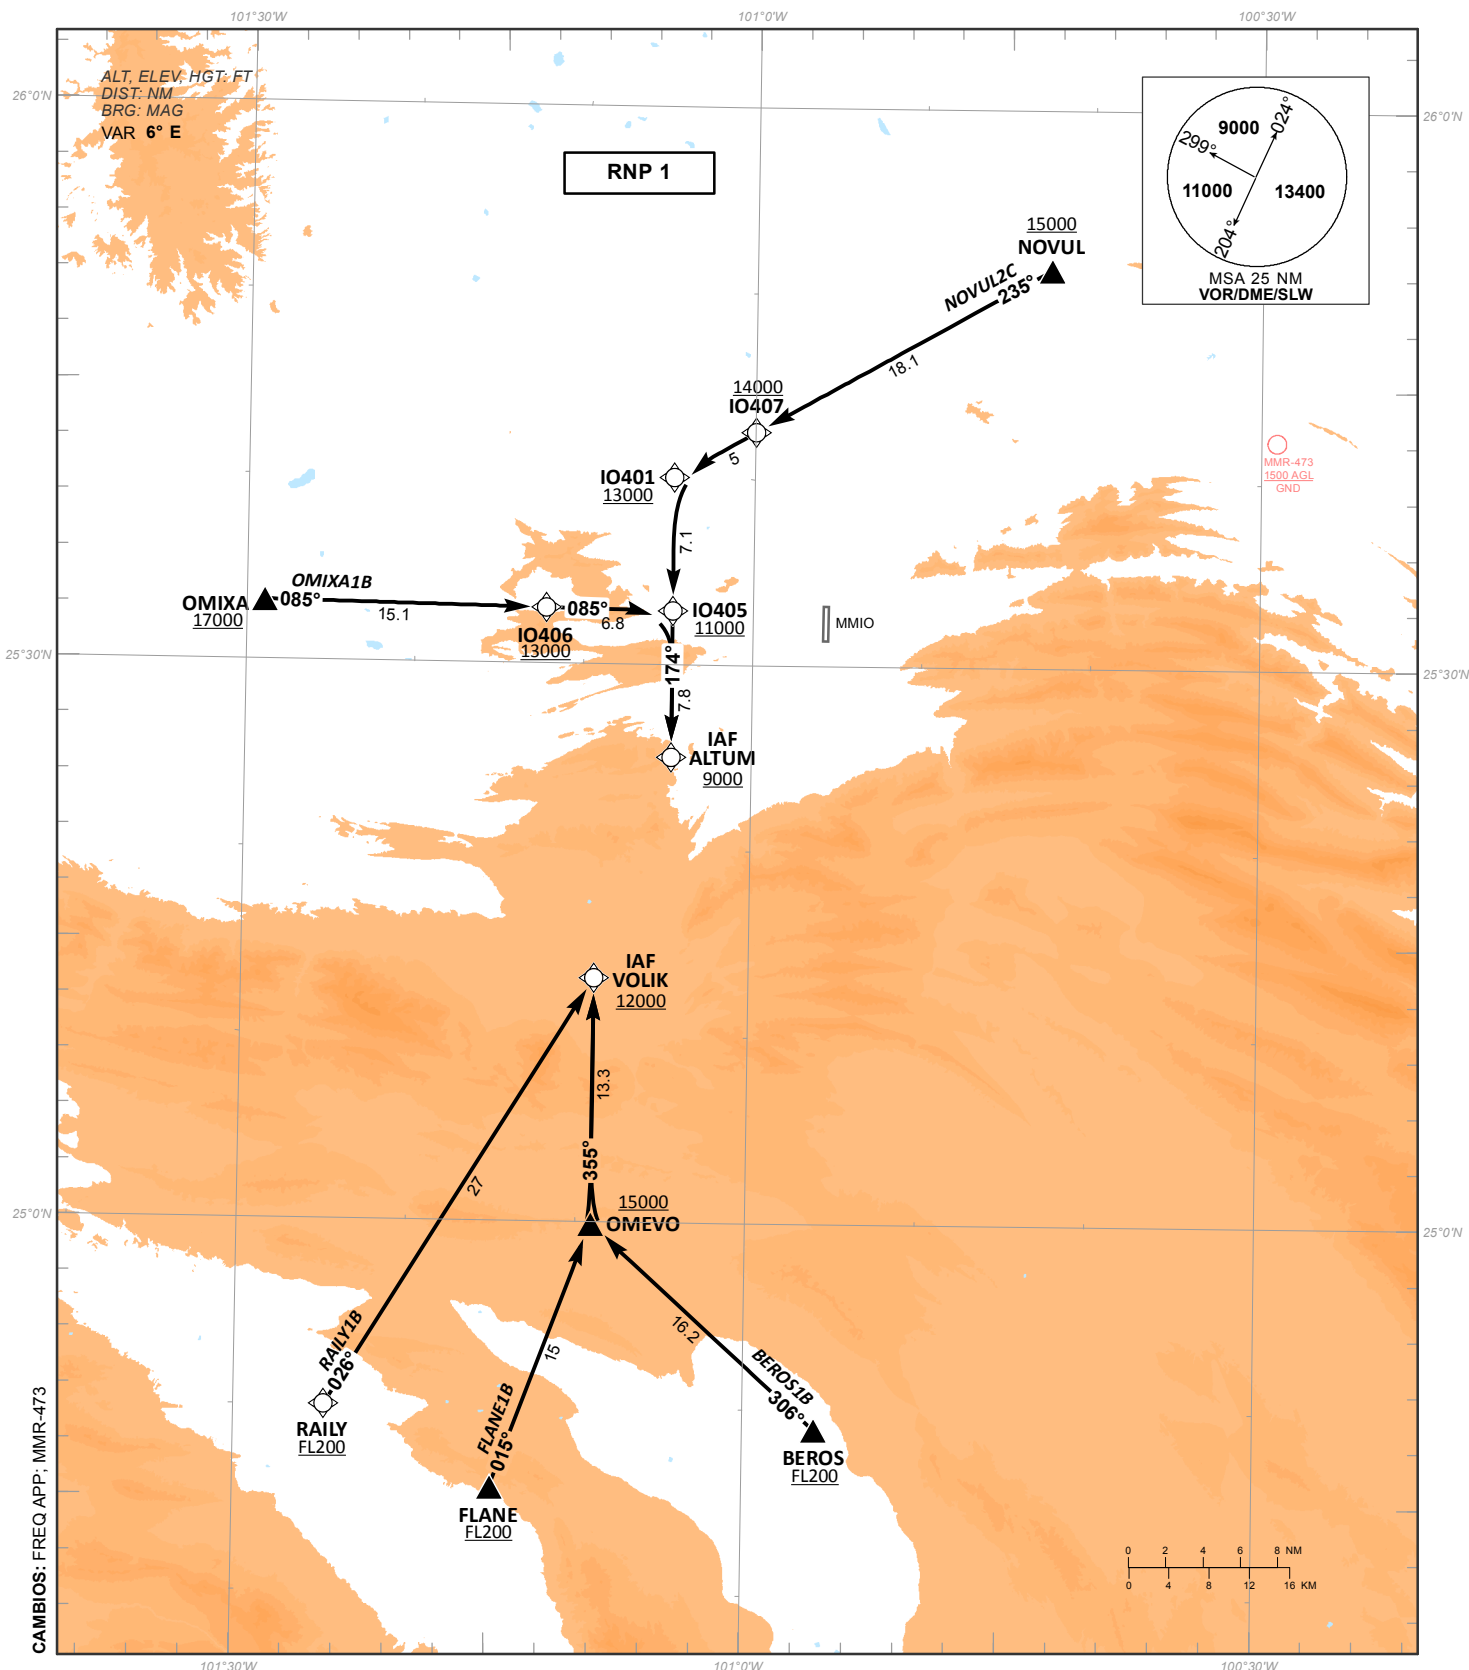 101°30'W
101°0'W
100°30'W
26°0'N
26°0'N
ALT, ELEV, HGT: FT
DIST: NM
BRG: MAG
VAR 6° E
RNP 1
9000
024°
299°
11000
13400
204°
MSA 25 NM
VOR/DME/SLW
15000
NOVUL
NOVUL2C
235°
18.1
14000
IO407
5
IO401
13000
7.1
MMR-473
1500 AGL
GND
OMIXA1B
OMIXA
085°
17000
15.1
IO406
13000
085°
6.8
IO405
11000
MMIO
174°
7.8
25°30'N
25°30'N
IAF
ALTUM
9000
IAF
VOLIK
12000
13.3
27
355°
15000
OMEVO
25°0'N
25°0'N
16.2
15
RAILY1B
026°
RAILY
FL200
FLANE1B
015°
FLANE
FL200
BEROS1B
306°
BEROS
FL200
0 2 4 6 8 NM
0 4 8 12 16 KM
CAMBIOS: FREQ APP; MMR-473
101°30'W
101°0'W
100°30'W